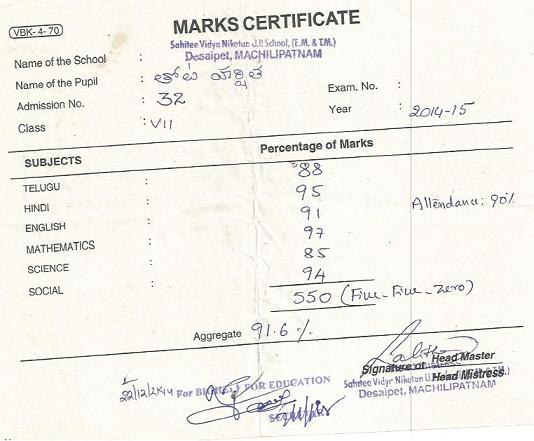 VBK- 4- 70
MARKS CERTIFICATE
Sahitee Vidya Niketan U.P. School, (E.M. & T.M.)
Name of the School : Desaipet, MACHILIPATNAM
Name of the Pupil : తోట యశ్శిత
Admission No. : 32 Exam. No. :
Class : VII Year : 2014-15
SUBJECTS Percentage of Marks
TELUGU : 88
HINDI : 95 Attendance: 90%
ENGLISH : 91
MATHEMATICS : 97
SCIENCE : 85
SOCIAL : 94
550 (Five-Five-Zero)
Aggregate 91.6 %
Signature of Head Master
Head Mistress
Sahitee Vidya Niketan U.P. (E.M. & T.M.)
Desaipet, MACHILIPATNAM
22/12/2014 For EDUCATION